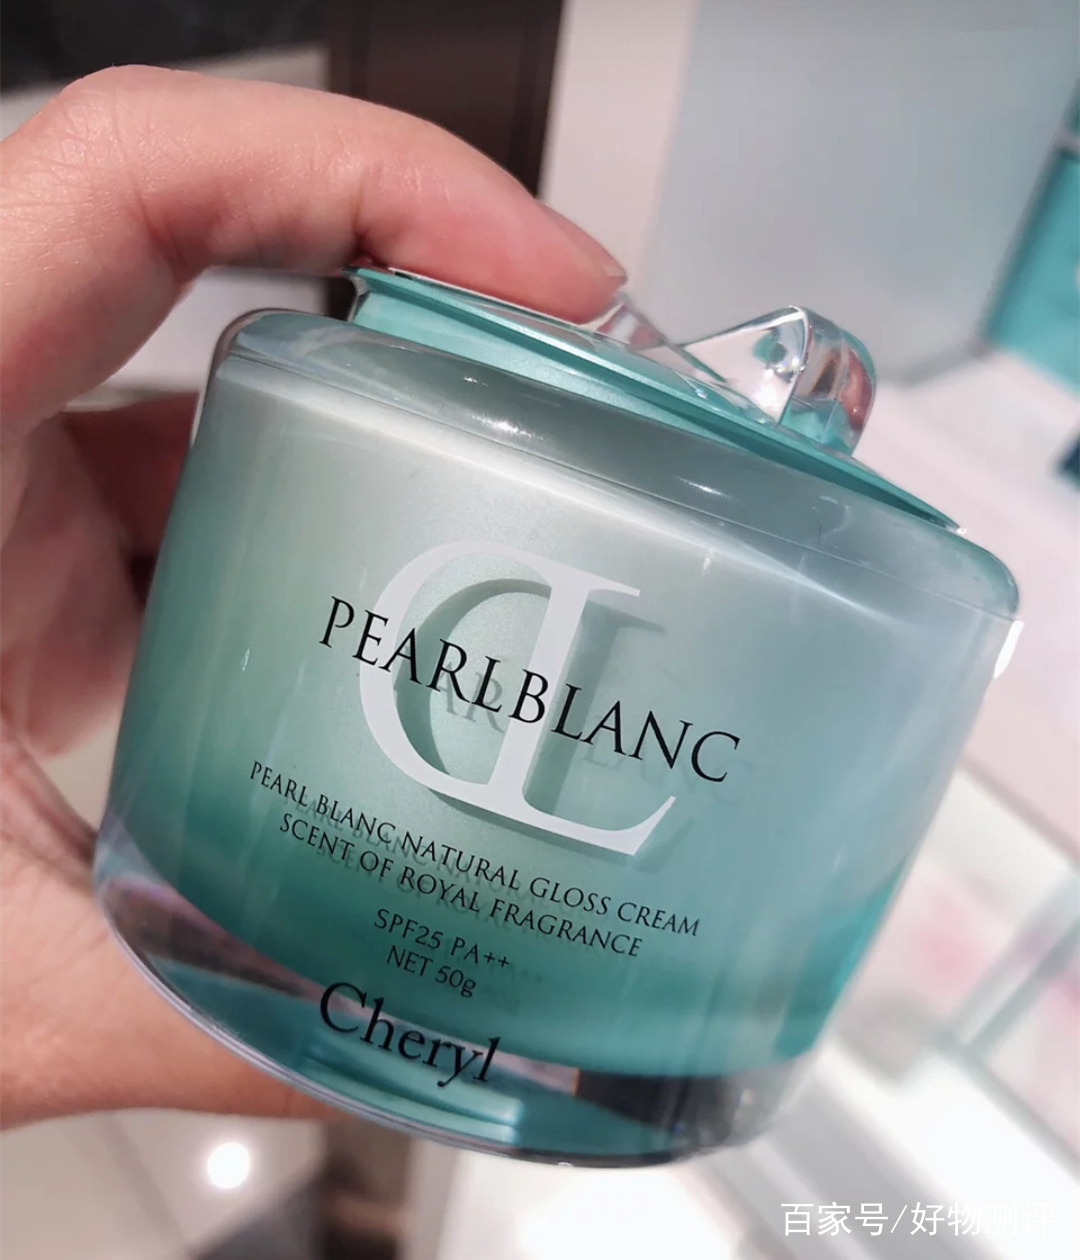 PEARLBLANC
PEARL BLANC NATURAL GLOSS CREAM
SCENT OF ROYAL FRAGRANCE
SPF25 PA++
NET 50g
Cheryl
百家号/好物测评